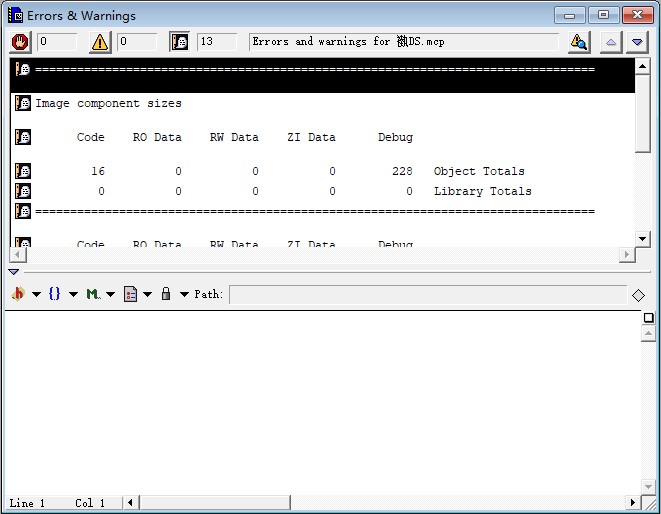 Errors & Warnings
0 0 13 Errors and warnings for 戳DS.mcp
================================================================================
Image component sizes
Code RO Data RW Data ZI Data Debug
16 0 0 0 228 Object Totals
0 0 0 0 0 Library Totals
================================================================================
Code RO Data RW Data ZI Data Debug
h {} M.. Path:
Line 1 Col 1